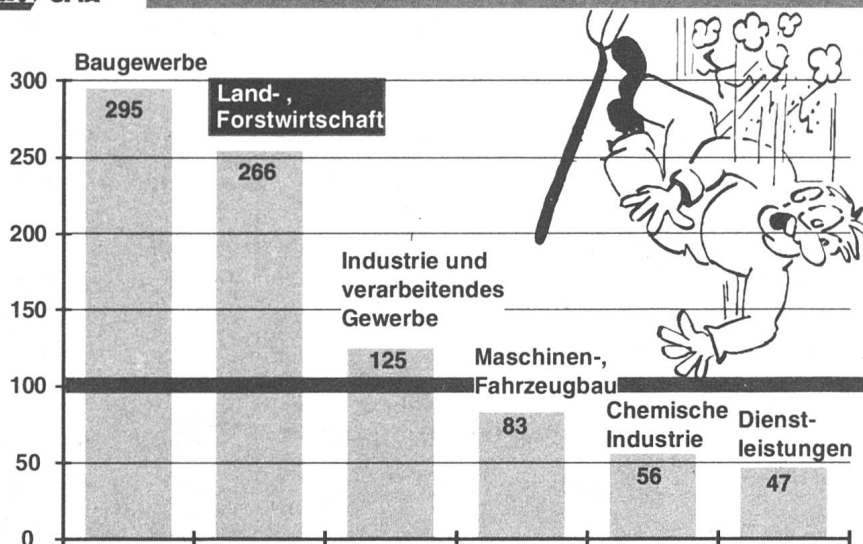 Baugewerbe
300
295
Land- ,
Forstwirtschaft
250
266
200
Industrie und
verarbeitendes
Gewerbe
150
125
Maschinen-,
Fahrzeugbau
100
83
Chemische
Industrie
Dienst-
leistungen
50
56
47
0